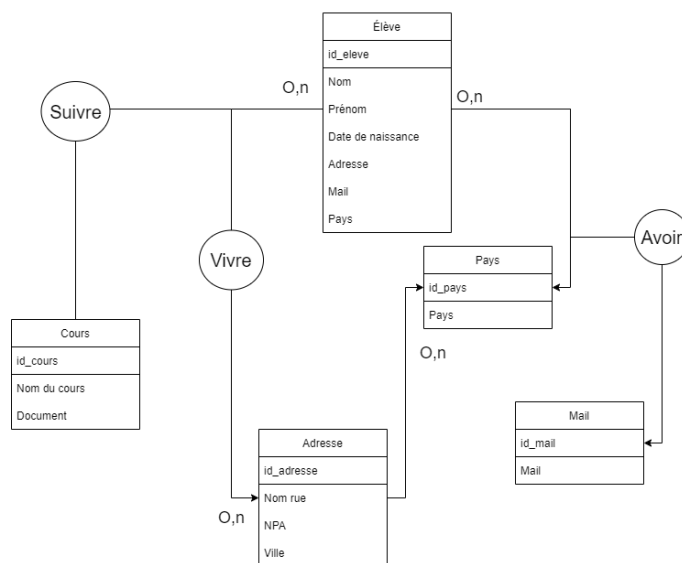 Élève
id_eleve
Nom
Prénom
Date de naissance
Adresse
Mail
Pays
O,n
O,n
Suivre
Vivre
Avoir
Pays
id_pays
Pays
O,n
Cours
id_cours
Nom du cours
Document
Mail
id_mail
Mail
Adresse
id_adresse
Nom rue
NPA
Ville
O,n